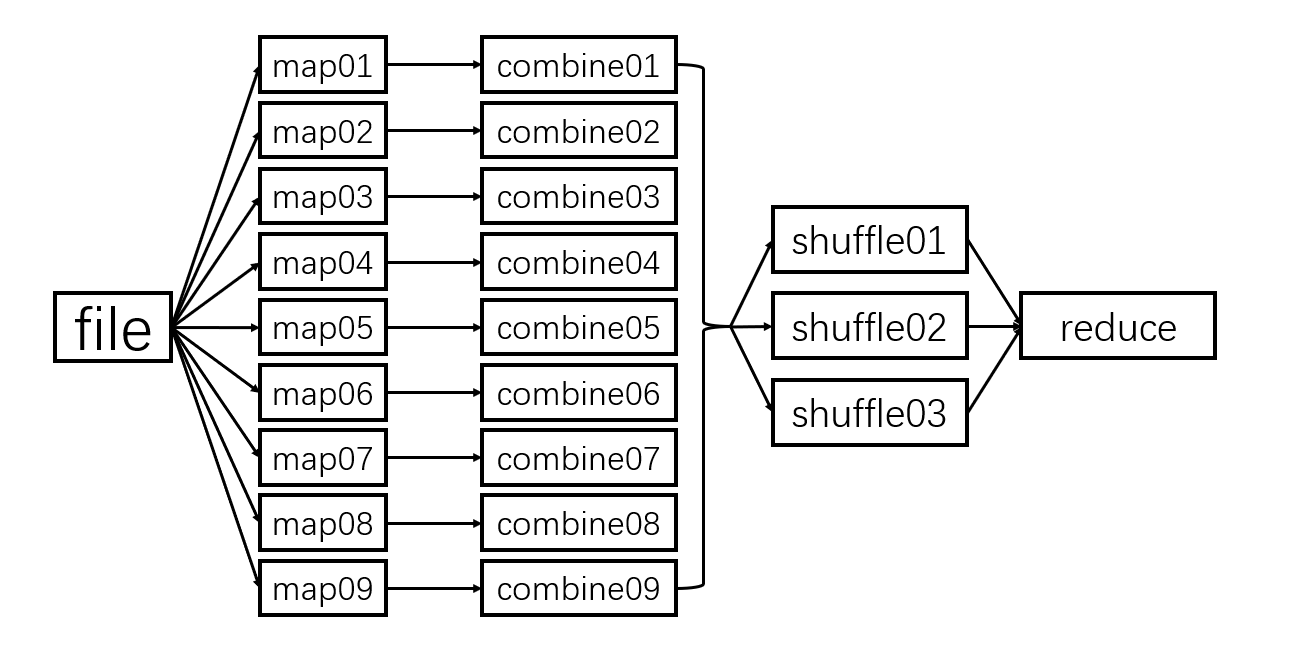 file
map01
map02
map03
map04
map05
map06
map07
map08
map09
combine01
combine02
combine03
combine04
combine05
combine06
combine07
combine08
combine09
shuffle01
shuffle02
shuffle03
reduce